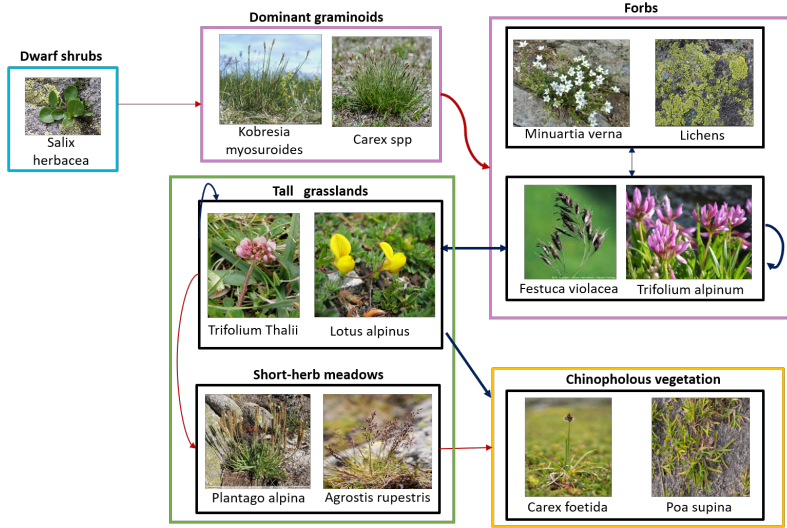 Dominant graminoids
Forbs
Dwarf shrubs
Salix
herbacea
Kobresia
myosuroides
Carex spp
Minuartia verna
Lichens
Tall grasslands
Trifolium Thalii
Lotus alpinus
Festuca violacea
Trifolium alpinum
Short-herb meadows
Chinopholous vegetation
Plantago alpina
Agrostis rupestris
Carex foetida
Poa supina